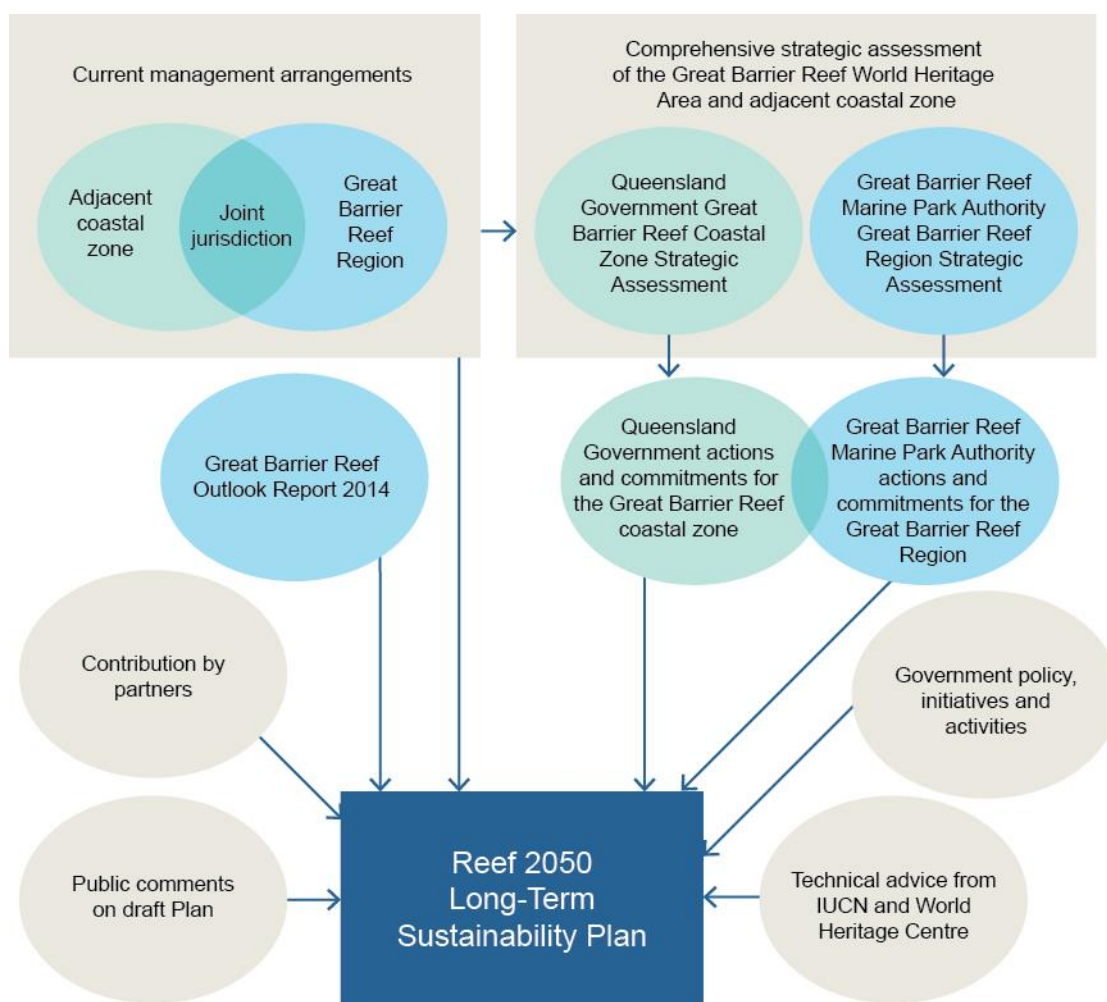 Current management arrangements
Adjacent
coastal
zone
Joint
jurisdiction
Great
Barrier
Reef
Region
Comprehensive strategic assessment
of the Great Barrier Reef World Heritage
Area and adjacent coastal zone
Queensland
Government Great
Barrier Reef Coastal
Zone Strategic
Assessment
Great Barrier Reef
Marine Park Authority
Great Barrier Reef
Region Strategic
Assessment
Great Barrier Reef
Outlook Report 2014
Queensland
Government actions
and commitments for
the Great Barrier Reef
coastal zone
Great Barrier Reef
Marine Park Authority
actions and
commitments for the
Great Barrier Reef
Region
Contribution by
partners
Government policy,
initiatives and
activities
Public comments
on draft Plan
Reef 2050
Long-Term
Sustainability Plan
Technical advice from
IUCN and World
Heritage Centre